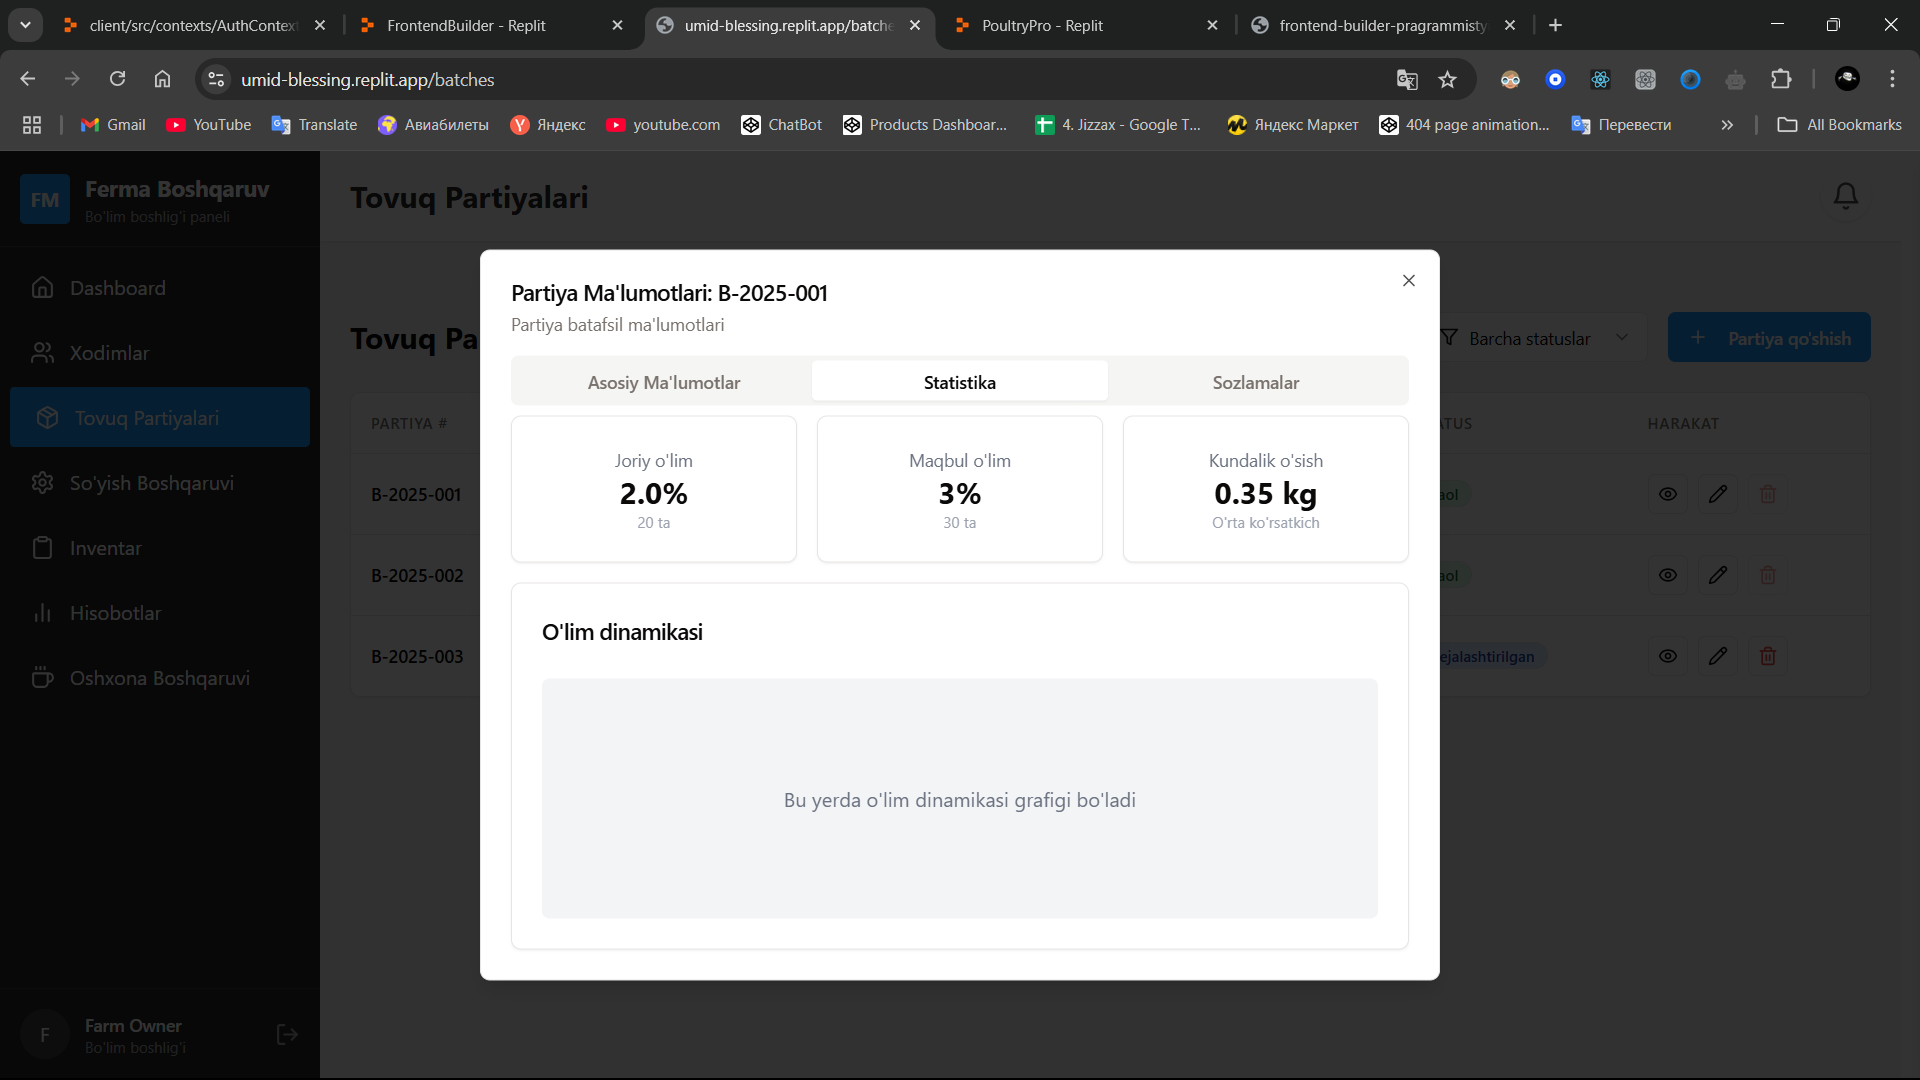 client/src/contexts/AuthContex
FrontendBuilder - Replit
umid-blessing.replit.app/batche
PoultryPro - Replit
frontend-builder-pragrammisty
umid-blessing.replit.app/batches
Gmail
YouTube
Translate
Авиабилеты
Яндекс
youtube.com
ChatBot
Products Dashboar...
4. Jizzax - Google T...
Яндекс Маркет
404 page animation...
Перевести
All Bookmarks
FM
Ferma Boshqaruv
Bo'lim boshlig'i paneli
Dashboard
Xodimlar
Tovuq Partiyalari
So'yish Boshqaruvi
Inventar
Hisobotlar
Oshxona Boshqaruvi
F
Farm Owner
Bo'lim boshlig'i
Tovuq Partiyalari
Tovuq Pa
Barcha statuslar
+ Partiya qo'shish
PARTIYA #
ATUS
HARAKAT
B-2025-001
aol
B-2025-002
aol
B-2025-003
ejalashtirilgan
Partiya Ma'lumotlari: B-2025-001
Partiya batafsil ma'lumotlari
Asosiy Ma'lumotlar
Statistika
Sozlamalar
Joriy o'lim
2.0%
20 ta
Maqbul o'lim
3%
30 ta
Kundalik o'sish
0.35 kg
O'rta ko'rsatkich
O'lim dinamikasi
Bu yerda o'lim dinamikasi grafigi bo'ladi